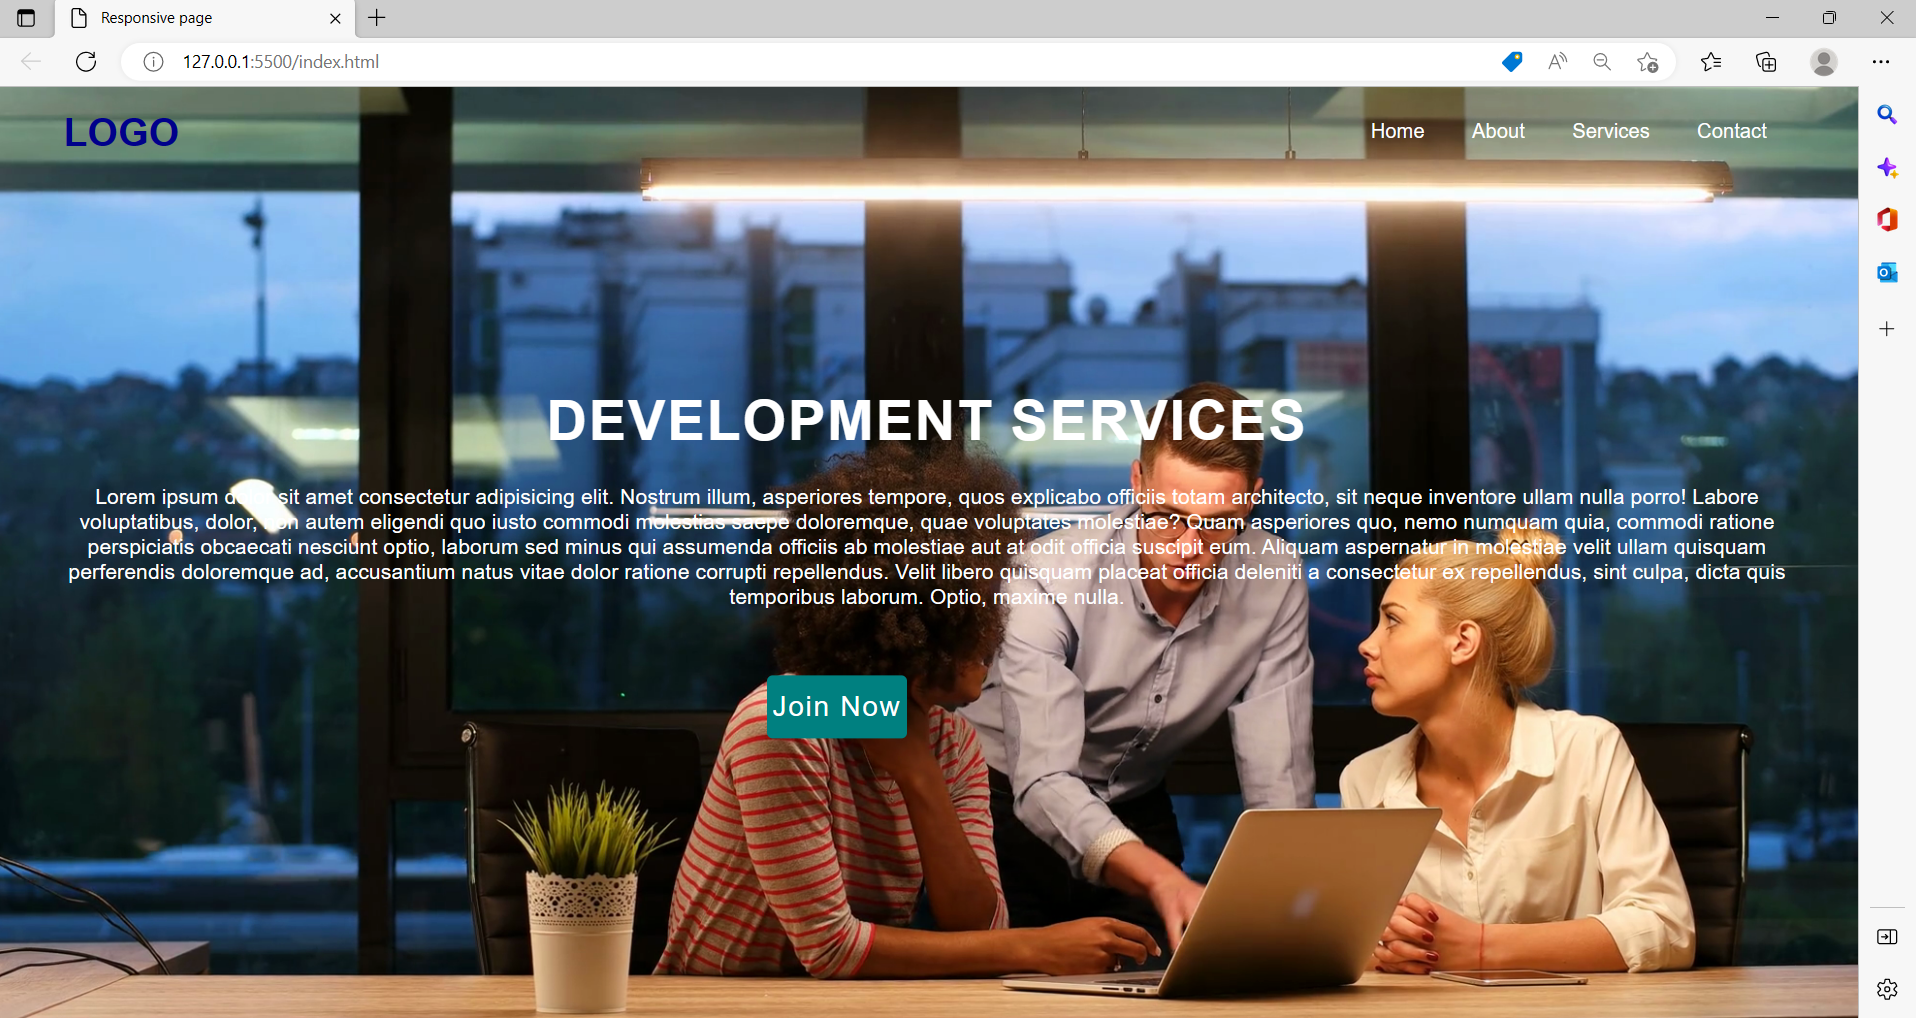 Responsive page
127.0.0.1:5500/index.html
LOGO
Home About Services Contact
DEVELOPMENT SERVICES
Lorem ipsum dolor sit amet consectetur adipisicing elit. Nostrum illum, asperiores tempore, quos explicabo officiis totam architecto, sit neque inventore ullam nulla porro! Labore
voluptatibus, dolor, non autem eligendi quo iusto commodi molestias saepe doloremque, quae voluptates molestiae? Quam asperiores quo, nemo numquam quia, commodi ratione
perspiciatis obcaecati nesciunt optio, laborum sed minus qui assumenda officiis ab molestiae aut at odit officia suscipit eum. Aliquam aspernatur in molestiae velit ullam quisquam
perferendis doloremque ad, accusantium natus vitae dolor ratione corrupti repellendus. Velit libero quisquam placeat officia deleniti a consectetur ex repellendus, sint culpa, dicta quis
temporibus laborum. Optio, maxime nulla.
Join Now